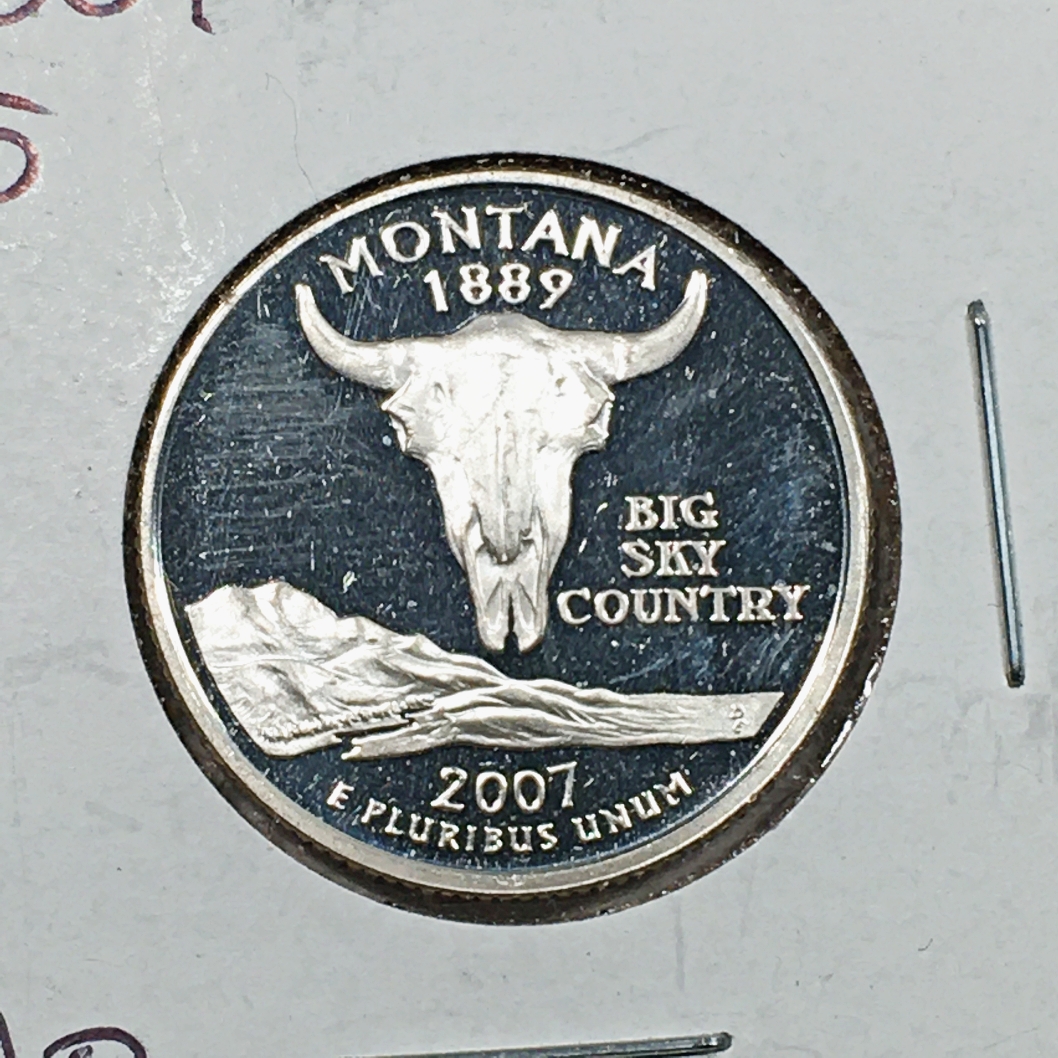 MONTANA
1889
BIG
SKY
COUNTRY
2007
E PLURIBUS UNUM